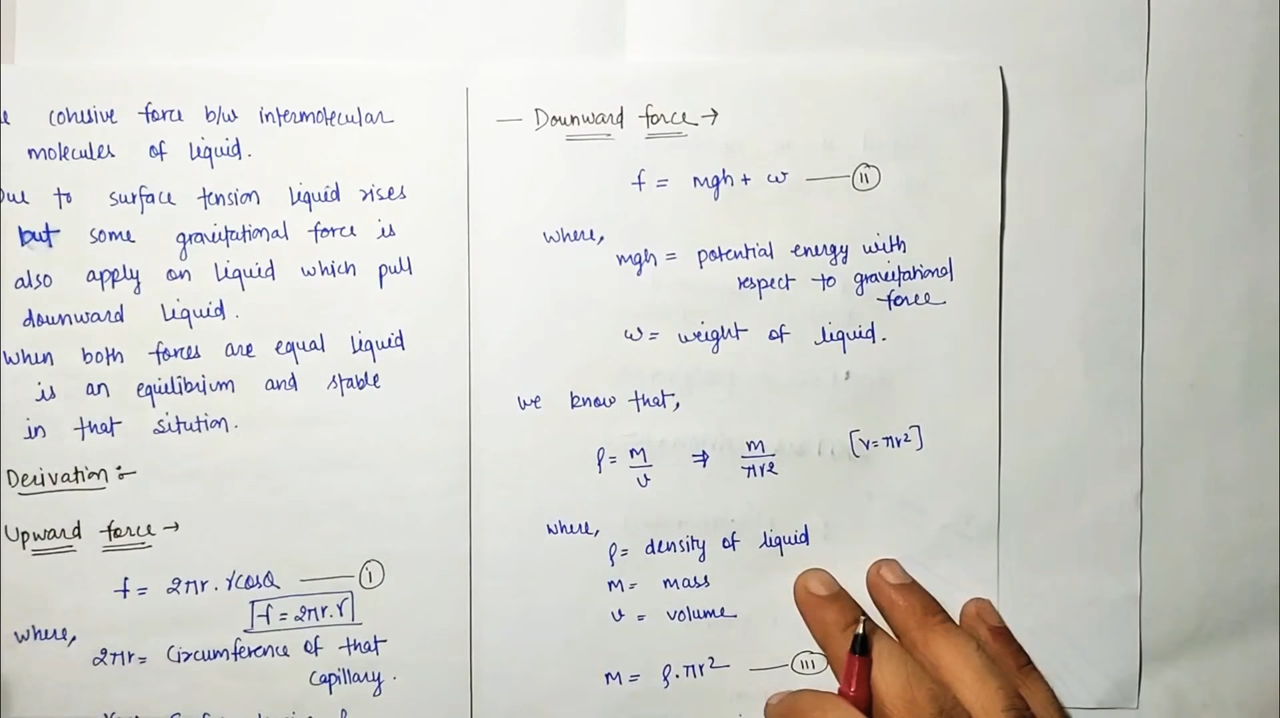 cohesive force b/w intermolecular
molecules of liquid.
Due to surface tension liquid rises
but some gravitational force is
also apply on liquid which pull
downward liquid.
When both forces are equal liquid
is an equilibrium and stable
in that sitution.
Derivation :-
Upward force →
f = 2πr. γcosθ —— (i)
f = 2πr. γ
where,
2πr = circumference of that
capillary.
— Downward force →
f = mgh + w —— (ii)
where,
mgh = potential energy with
respect to gravitational
force
w = weight of liquid.
we know that,
ρ = M/v ⇒ m/πr² [v = πr²]
where,
ρ = density of liquid
M = mass
v = volume
M = ρ.πr² —— (iii)